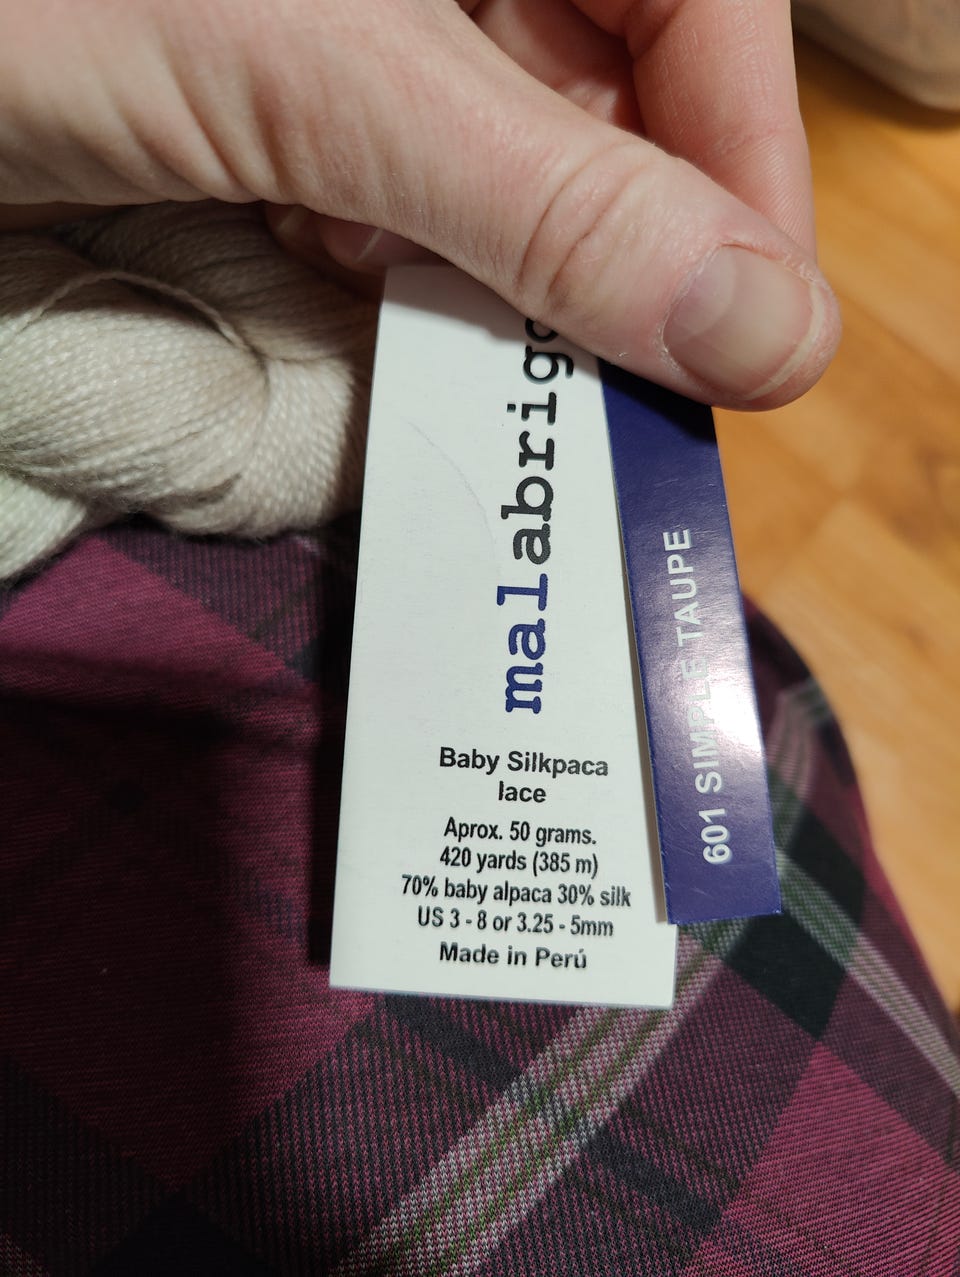 malabrigo
Baby Silkpaca
lace
Aprox. 50 grams.
420 yards (385 m)
70% baby alpaca 30% silk
US 3 - 8 or 3.25 - 5mm
Made in Perú
601 SIMPLE TAUPE